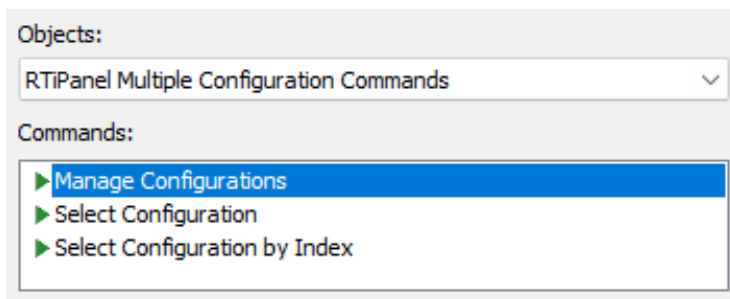 Objects:
RTiPanel Multiple Configuration Commands
Commands:
Manage Configurations
Select Configuration
Select Configuration by Index